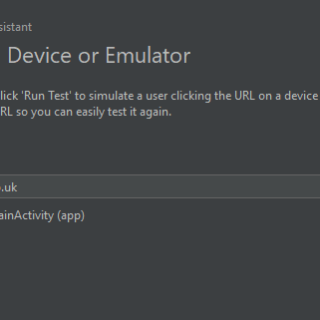 sistant
Device or Emulator
lick 'Run Test' to simulate a user clicking the URL on a device
RL so you can easily test it again.
.uk
ainActivity (app)